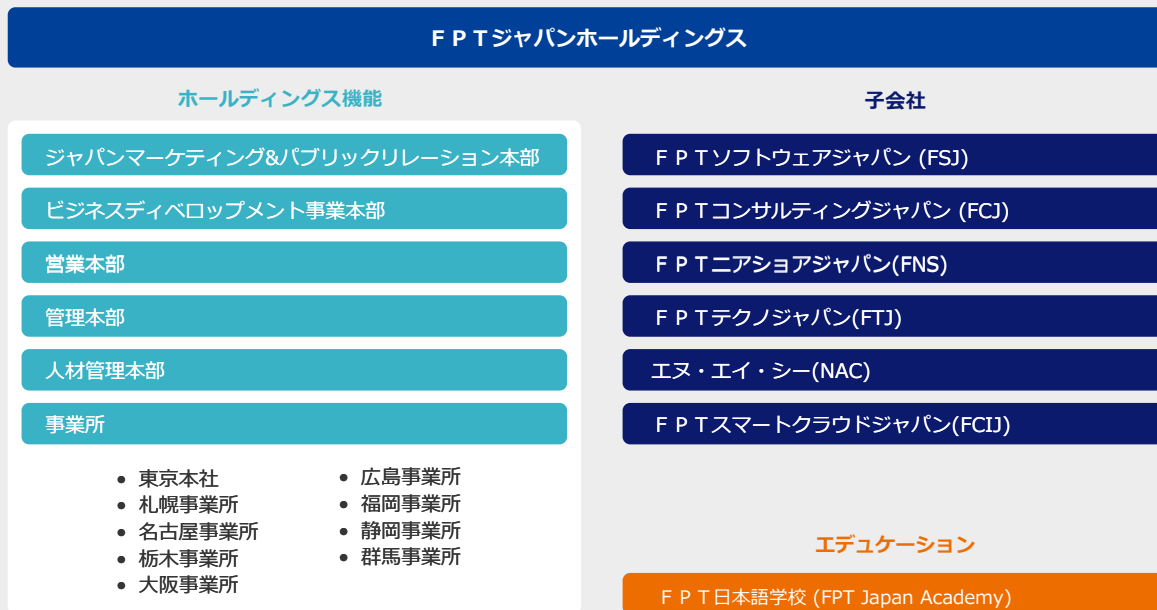 ＦＰＴジャパンホールディングス
ホールディングス機能
ジャパンマーケティング&パブリックリレーション本部
ビジネスディベロップメント事業本部
営業本部
管理本部
人材管理本部
事業所
• 東京本社
• 札幌事業所
• 名古屋事業所
• 栃木事業所
• 大阪事業所
• 広島事業所
• 福岡事業所
• 静岡事業所
• 群馬事業所
子会社
ＦＰＴソフトウェアジャパン (FSJ)
ＦＰＴコンサルティングジャパン (FCJ)
ＦＰＴニアショアジャパン(FNS)
ＦＰＴテクノジャパン(FTJ)
エヌ・エイ・シー(NAC)
ＦＰＴスマートクラウドジャパン(FCIJ)
エデュケーション
ＦＰＴ日本語学校 (FPT Japan Academy)